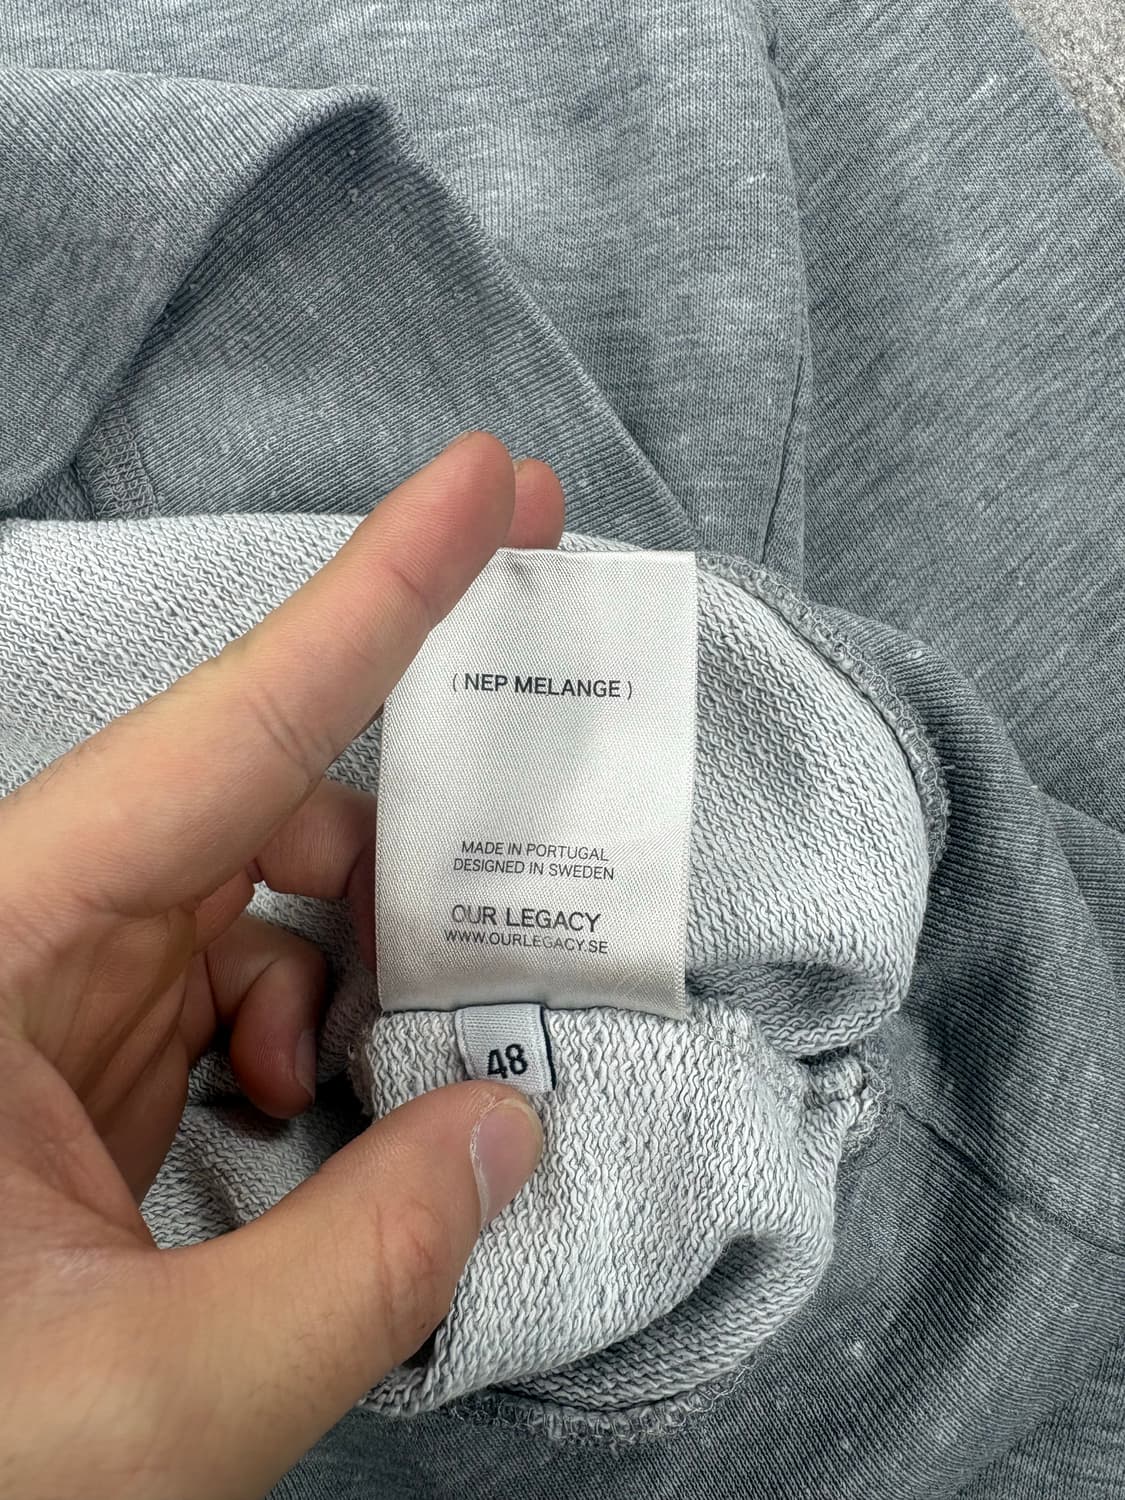 ( NEP MELANGE )
MADE IN PORTUGAL
DESIGNED IN SWEDEN
OUR LEGACY
WWW.OURLEGACY.SE
48